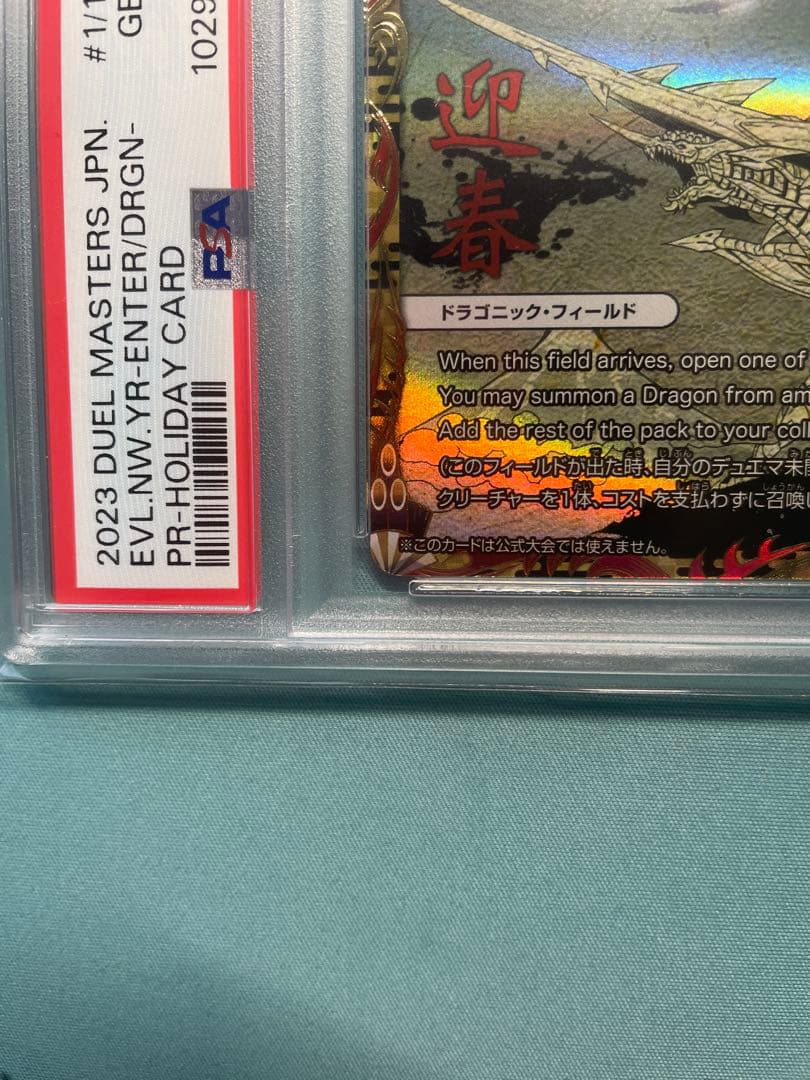 2023 DUEL MASTERS JPN. #1/1
EVL.NW.YR-ENTER/DRGN- GE
PR-HOLIDAY CARD 1029
PSA
迎春
ドラゴニック・フィールド
When this field arrives, open one of
You may summon a Dragon from am
Add the rest of the pack to your coll
(このフィールドが出た時、自分のデュエマ未
クリーチャーを1体、コストを支払わずに召喚
※このカードは公式大会では使えません。